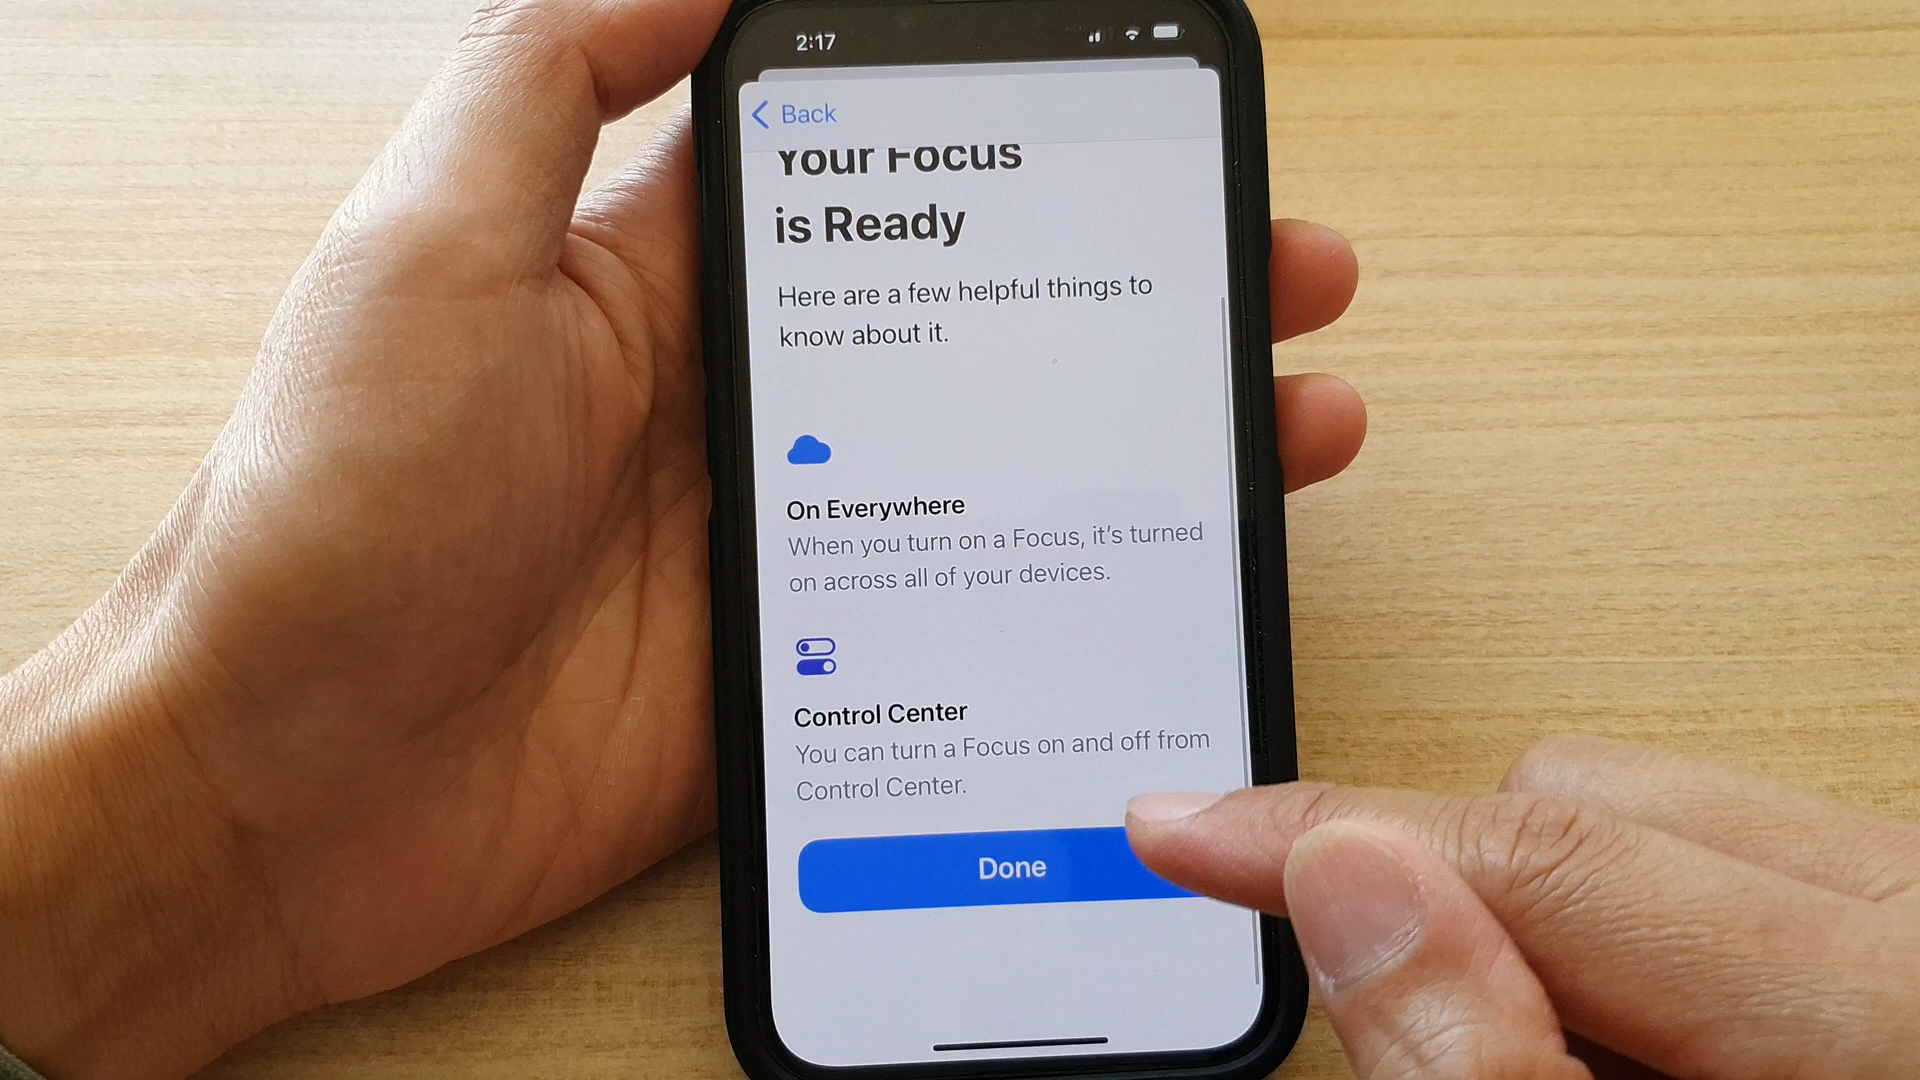 2:17
Back
Your Focus
is Ready
Here are a few helpful things to
know about it.
On Everywhere
When you turn on a Focus, it's turned
on across all of your devices.
Control Center
You can turn a Focus on and off from
Control Center.
Done